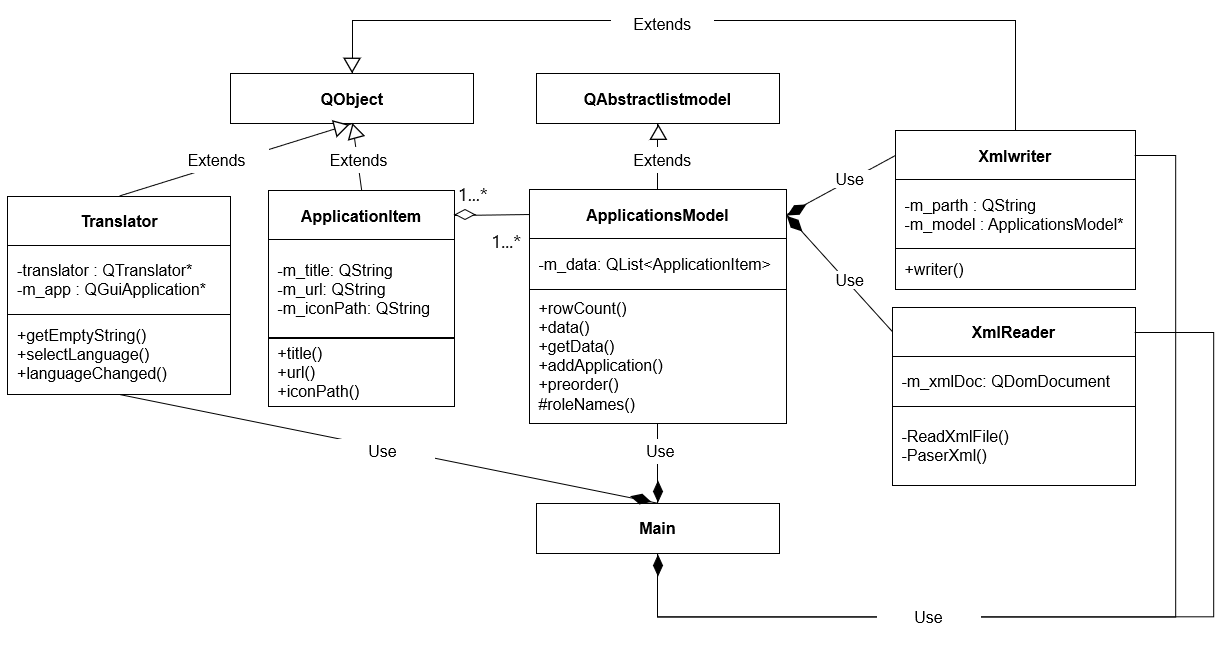 Extends
QObject
QAbstractlistmodel
Extends
Extends
Extends
Use
Xmlwriter
-m_parth : QString
-m_model : ApplicationsModel*
+writer()
Translator
-translator : QTranslator*
-m_app : QGuiApplication*
+getEmptyString()
+selectLanguage()
+languageChanged()
ApplicationItem
-m_title: QString
-m_url: QString
-m_iconPath: QString
+title()
+url()
+iconPath()
1...*
1...*
ApplicationsModel
-m_data: QList<ApplicationItem>
+rowCount()
+data()
+getData()
+addApplication()
+preorder()
#roleNames()
Use
XmlReader
-m_xmlDoc: QDomDocument
-ReadXmlFile()
-PaserXml()
Use
Use
Main
Use